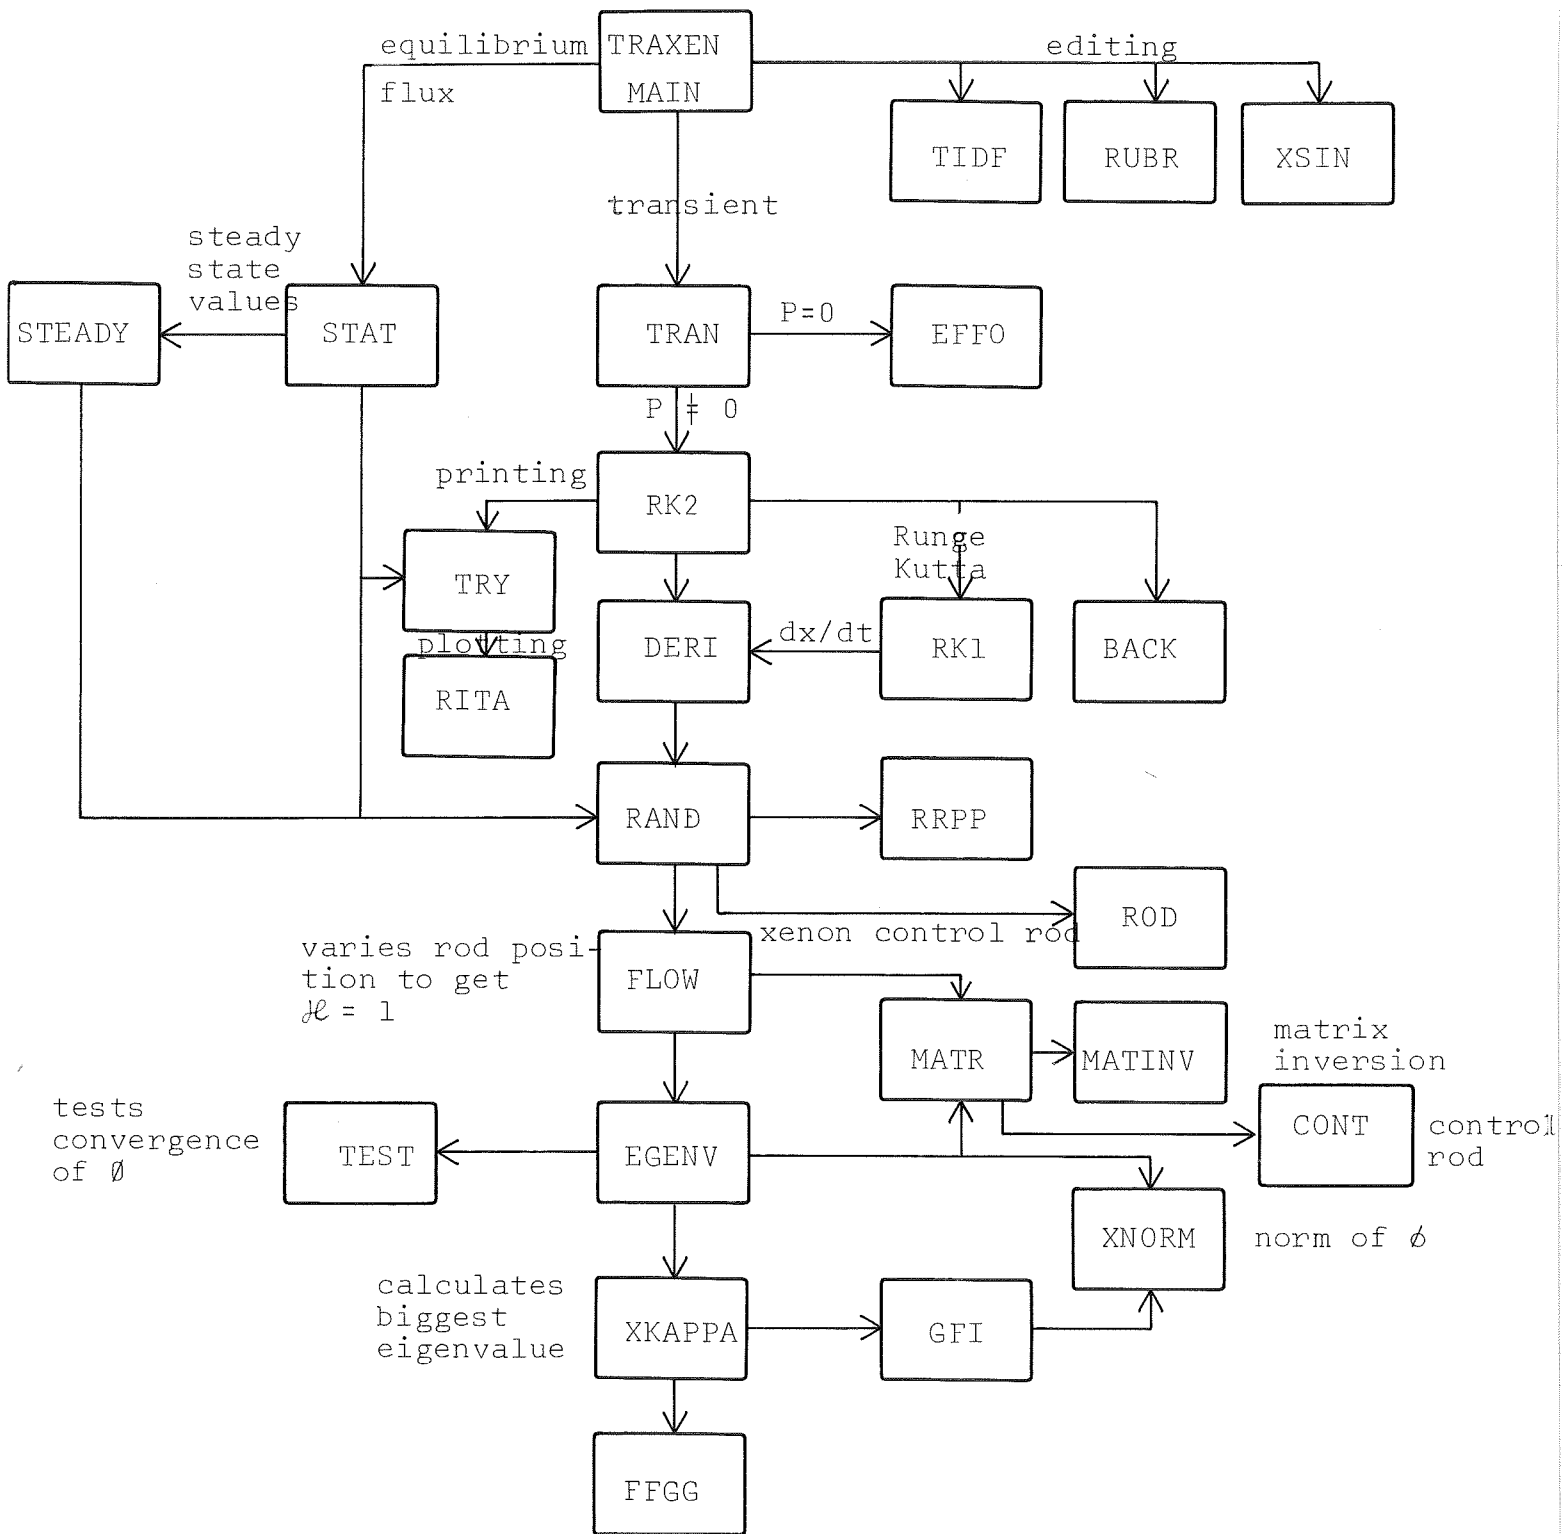 equilibrium
flux
TRAXEN
MAIN
editing
TIDF
RUBR
XSIN
transient
steady
state
values
STEADY
STAT
TRAN
P=0
EFFO
P ‡ 0
printing
RK2
Runge
Kutta
TRY
plotting
RITA
DERI
dx/dt
RK1
BACK
RAND
RRPP
xenon control rod
ROD
varies rod posi-
tion to get
ℋ = 1
FLOW
MATR
MATINV
matrix
inversion
CONT
control
rod
tests
convergence
of Ø
TEST
EGENV
XNORM
norm of ϕ
calculates
biggest
eigenvalue
XKAPPA
GFI
FFGG